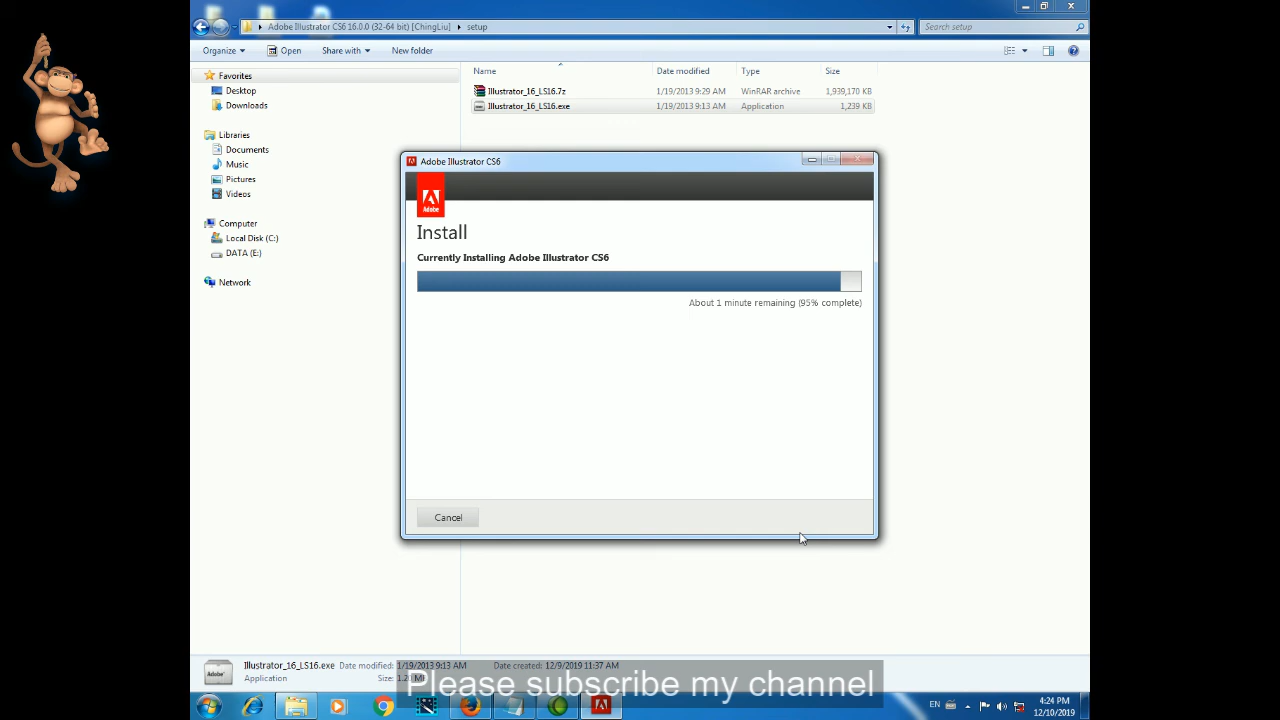 Adobe Illustrator CS6 16.0.0 (32-64 bit) [ChingLiu] ▸ setup
Search setup
Organize Open Share with New folder
Name Date modified Type Size
Favorites
Desktop
Downloads
Libraries
Documents
Music
Pictures
Videos
Computer
Local Disk (C:)
DATA (E:)
Network
Illustrator_16_LS16.7z 1/19/2013 9:29 AM WinRAR archive 1,939,170 KB
Illustrator_16_LS16.exe 1/19/2013 9:13 AM Application 1,239 KB
Adobe Illustrator CS6
Adobe
Install
Currently Installing Adobe Illustrator CS6
About 1 minute remaining (95% complete)
Cancel
Adobe
Illustrator_16_LS16.exe Date modified: 1/19/2013 9:13 AM Date created: 12/9/2019 11:37 AM
Application Size:
Please subscribe my channel
EN 4:24 PM
12/10/2019